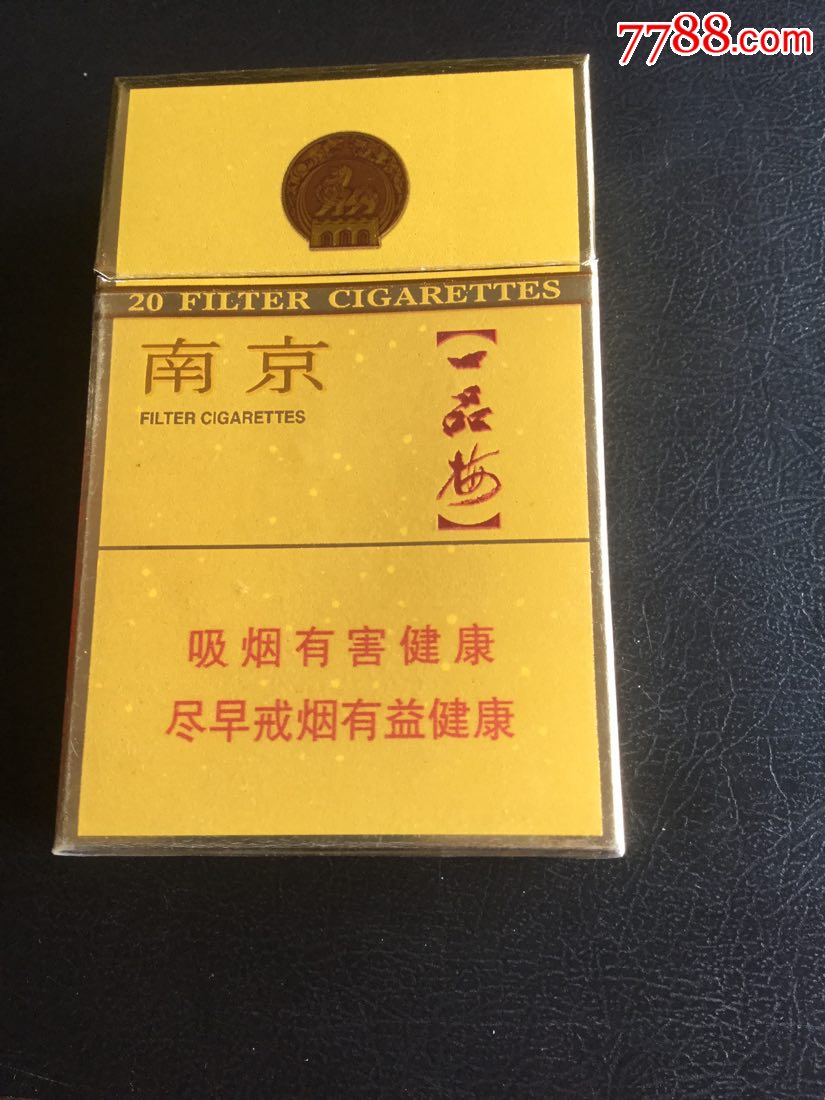 7788.com
20 FILTER CIGARETTES
南京
FILTER CIGARETTES
【一品梅】
吸烟有害健康
尽早戒烟有益健康